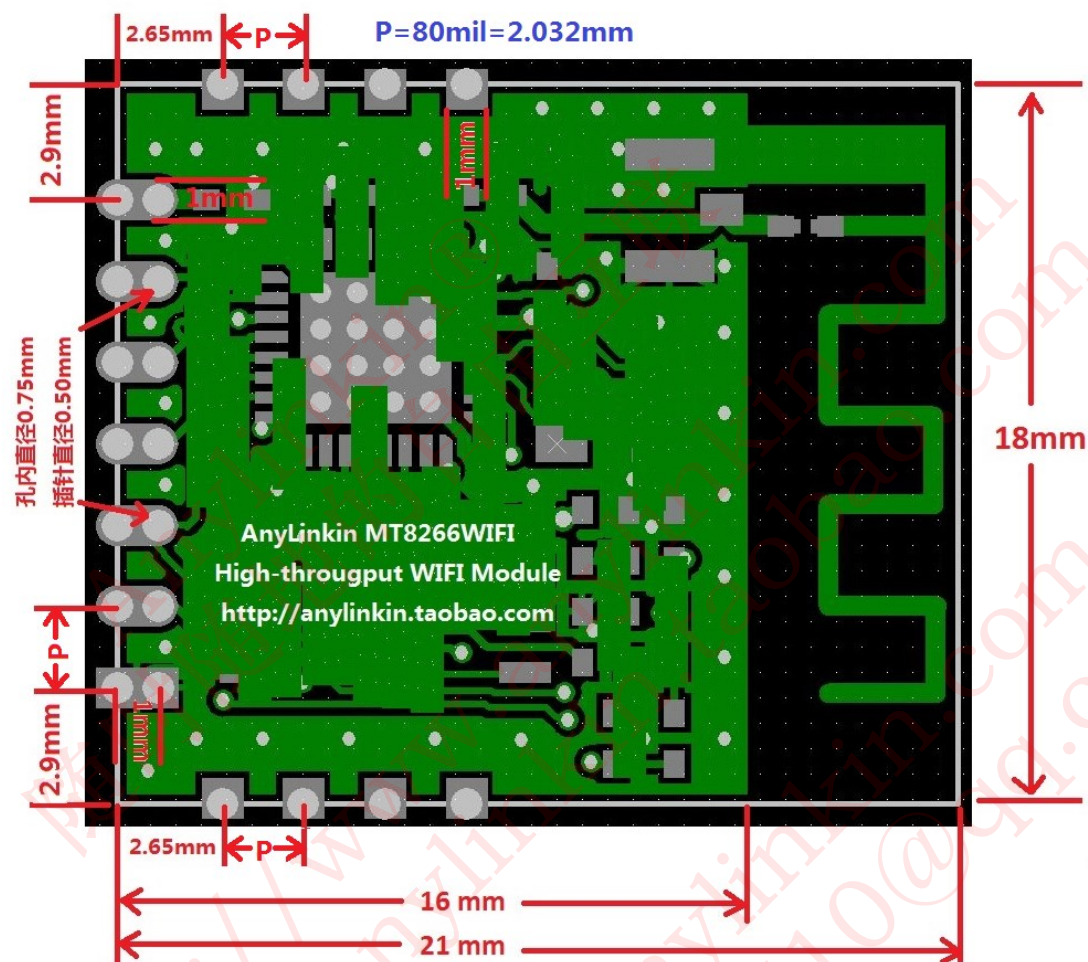 2.65mm
P
P=80mil=2.032mm
2.9mm
1mm
1mm
孔内直径0.75mm
插针直径0.50mm
18mm
AnyLinkin MT8266WIFI
High-througput WIFI Module
http://anylinkin.taobao.com
P
1mm
2.9mm
2.65mm
P
16 mm
21 mm